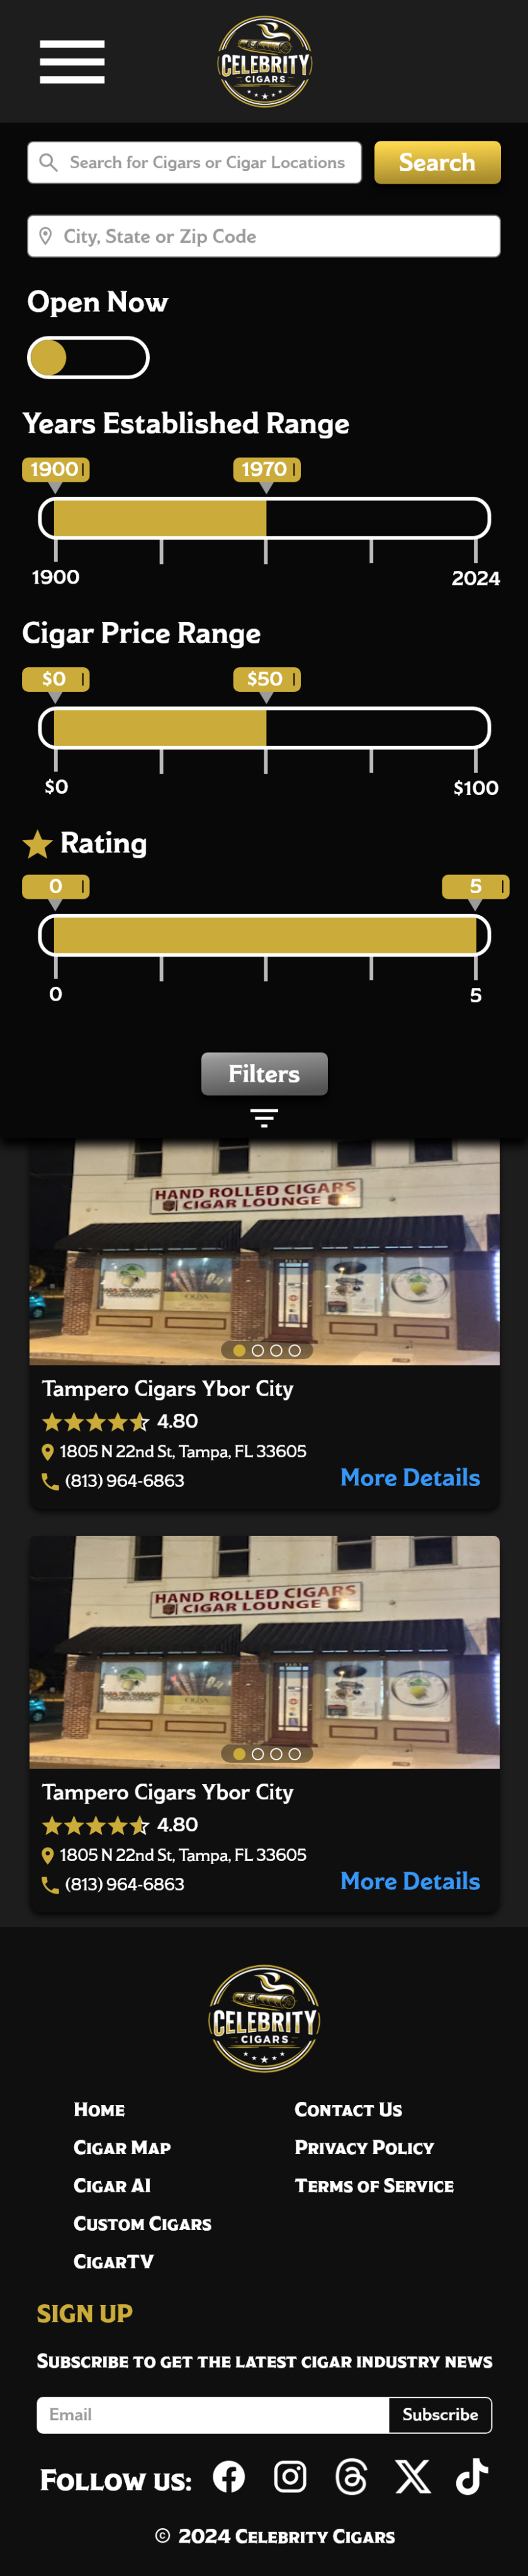 CELEBRITY
CIGARS
Search for Cigars or Cigar Locations
Search
City, State or Zip Code
Open Now
Years Established Range
1900
1970
1900
2024
Cigar Price Range
$0
$50
$0
$100
Rating
0
5
0
5
Filters
HAND ROLLED CIGARS
CIGAR LOUNGE
Tampero Cigars Ybor City
4.80
1805 N 22nd St, Tampa, FL 33605
(813) 964-6863
More Details
HAND ROLLED CIGARS
CIGAR LOUNGE
Tampero Cigars Ybor City
4.80
1805 N 22nd St, Tampa, FL 33605
(813) 964-6863
More Details
CELEBRITY
CIGARS
Home
Contact Us
Cigar Map
Privacy Policy
Cigar AI
Terms of Service
Custom Cigars
CigarTV
SIGN UP
Subscribe to get the latest cigar industry news
Email
Subscribe
Follow us:
© 2024 Celebrity Cigars